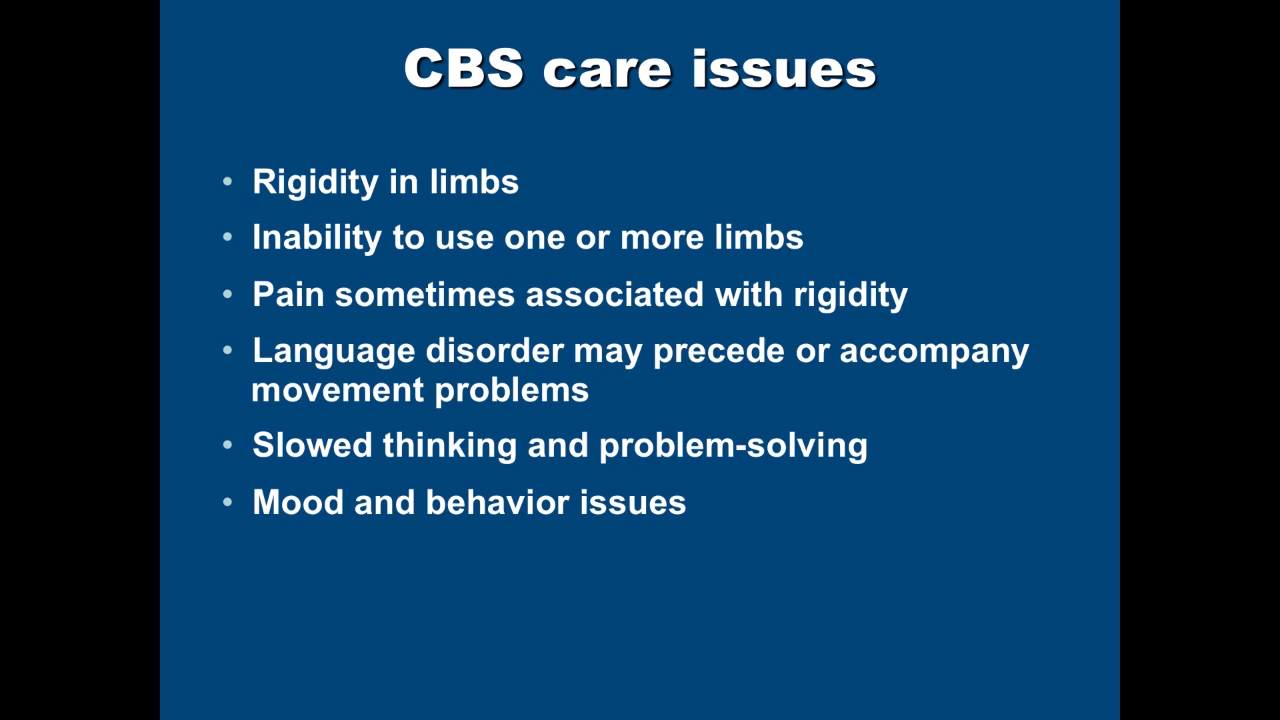 CBS care issues
• Rigidity in limbs
• Inability to use one or more limbs
• Pain sometimes associated with rigidity
• Language disorder may precede or accompany
movement problems
• Slowed thinking and problem-solving
• Mood and behavior issues